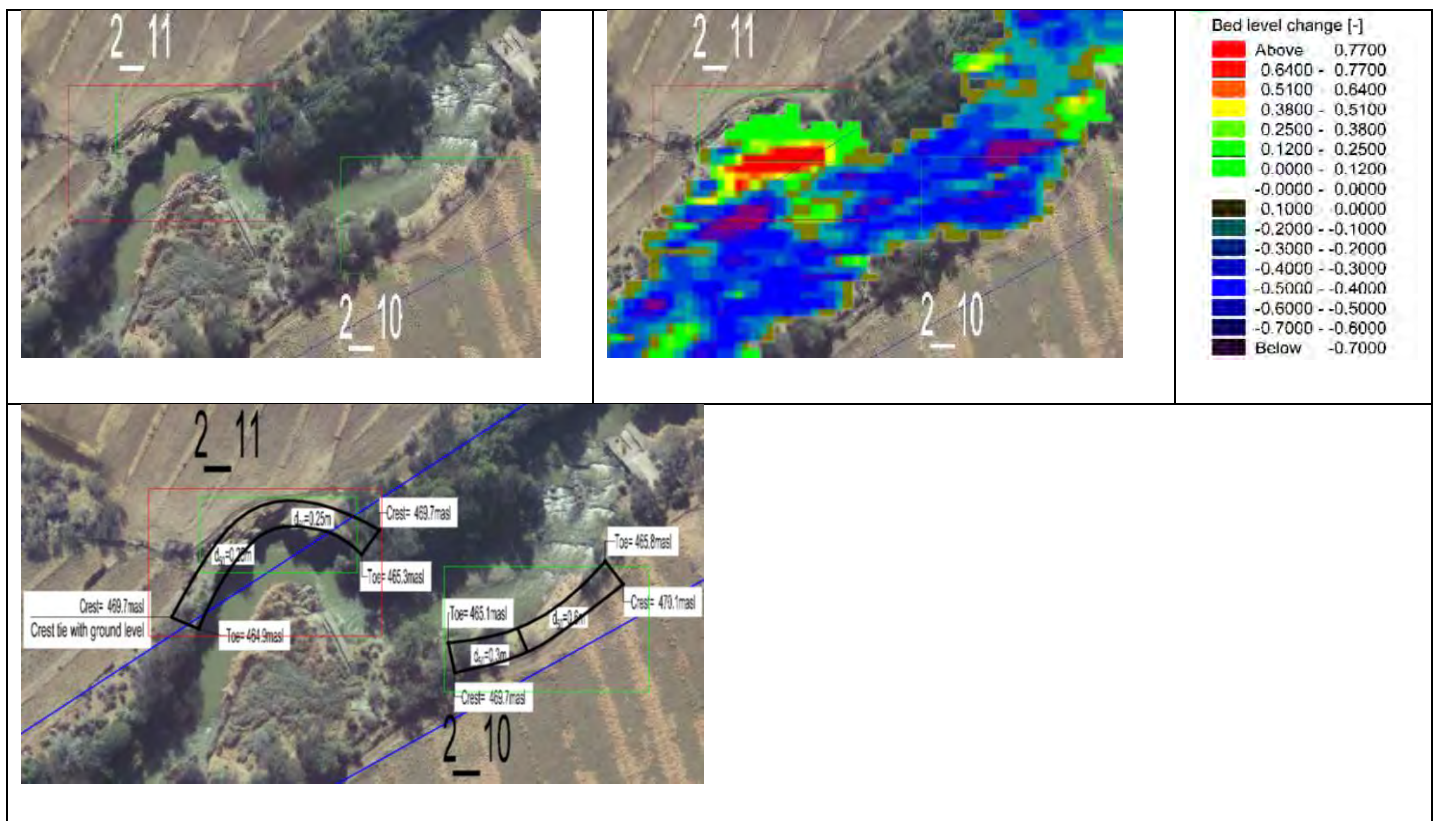 2_11
2_10
2_11
2_10
Bed level change [-]
Above 0.7700
0.6400 - 0.7700
0.5100 - 0.6400
0.3800 - 0.5100
0.2500 - 0.3800
0.1200 - 0.2500
0.0000 - 0.1200
-0.0000 - 0.0000
0.1000 0.0000
-0.2000 - -0.1000
-0.3000 - -0.2000
-0.4000 - -0.3000
-0.5000 - -0.4000
-0.6000 - -0.5000
-0.7000 - -0.6000
Below -0.7000
2_11
=0.25m
Crest= 469.7masl
Toe= 465.3masl
Crest= 469.7masl
Crest tie with ground level
Toe= 464.9masl
Toe= 465.8masl
Toe= 465.1masl
Crest= 470.1masl
=0.6m
=0.3m
Crest= 469.7masl
2_10